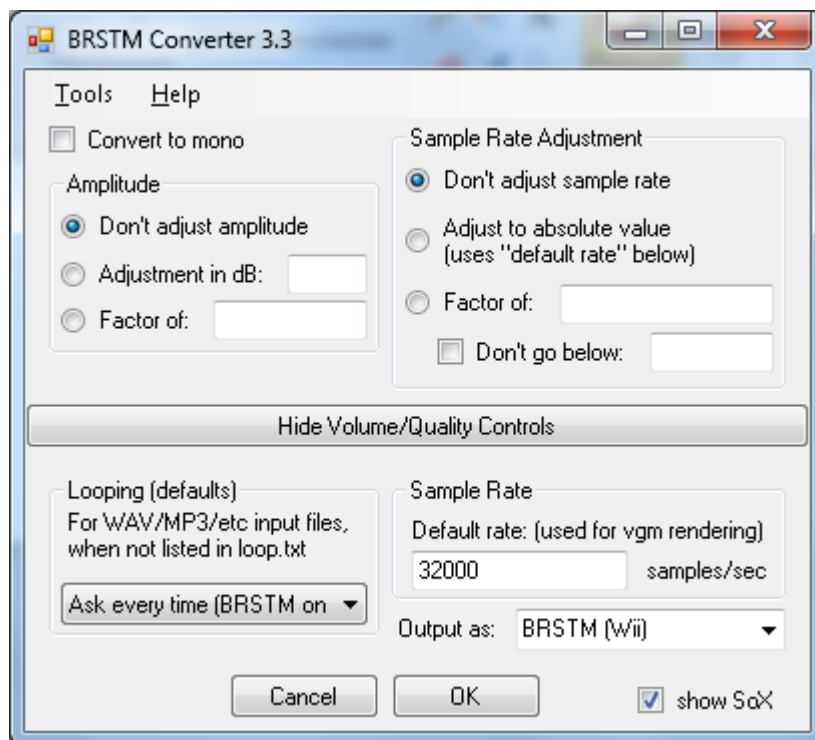 BRSTM Converter 3.3
Tools Help
Convert to mono
Amplitude
Don't adjust amplitude
Adjustment in dB:
Factor of:
Sample Rate Adjustment
Don't adjust sample rate
Adjust to absolute value
(uses "default rate" below)
Factor of:
Don't go below:
Hide Volume/Quality Controls
Looping (defaults)
For WAV/MP3/etc input files,
when not listed in loop.txt
Ask every time (BRSTM on
Sample Rate
Default rate: (used for vgm rendering)
32000 samples/sec
Output as: BRSTM (Wii)
Cancel OK show SoX